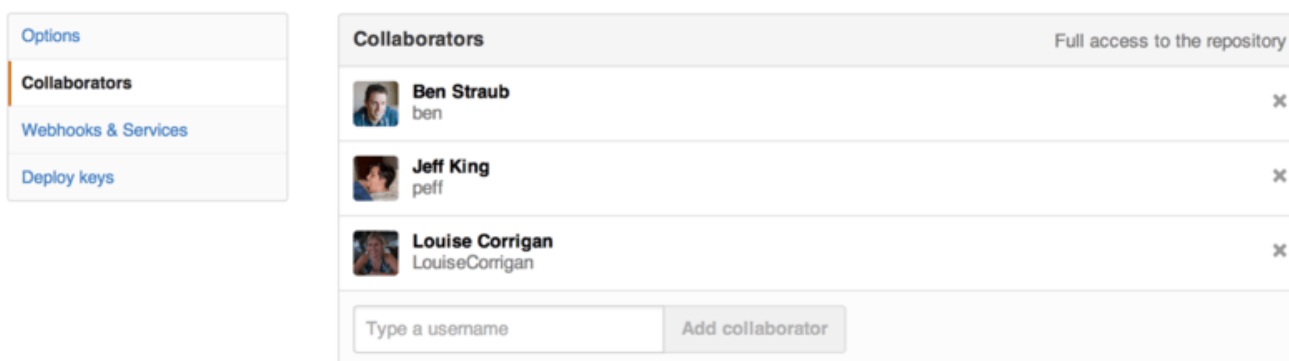 Options
Collaborators
Webhooks & Services
Deploy keys
Collaborators
Full access to the repository
Ben Straub
ben
Jeff King
peff
Louise Corrigan
LouiseCorrigan
Type a username
Add collaborator